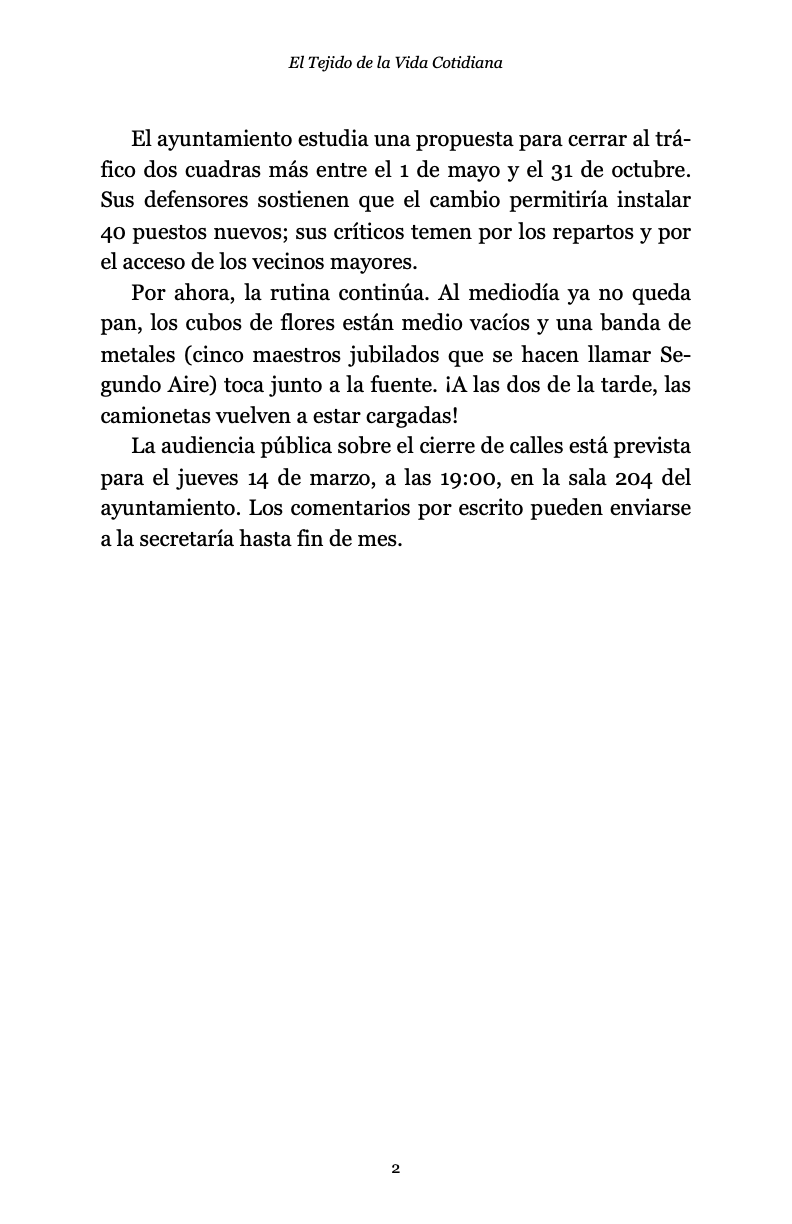 El Tejido de la Vida Cotidiana
El ayuntamiento estudia una propuesta para cerrar al trá-
fico dos cuadras más entre el 1 de mayo y el 31 de octubre.
Sus defensores sostienen que el cambio permitiría instalar
40 puestos nuevos; sus críticos temen por los repartos y por
el acceso de los vecinos mayores.
Por ahora, la rutina continúa. Al mediodía ya no queda
pan, los cubos de flores están medio vacíos y una banda de
metales (cinco maestros jubilados que se hacen llamar Se-
gundo Aire) toca junto a la fuente. ¡A las dos de la tarde, las
camionetas vuelven a estar cargadas!
La audiencia pública sobre el cierre de calles está prevista
para el jueves 14 de marzo, a las 19:00, en la sala 204 del
ayuntamiento. Los comentarios por escrito pueden enviarse
a la secretaría hasta fin de mes.
2